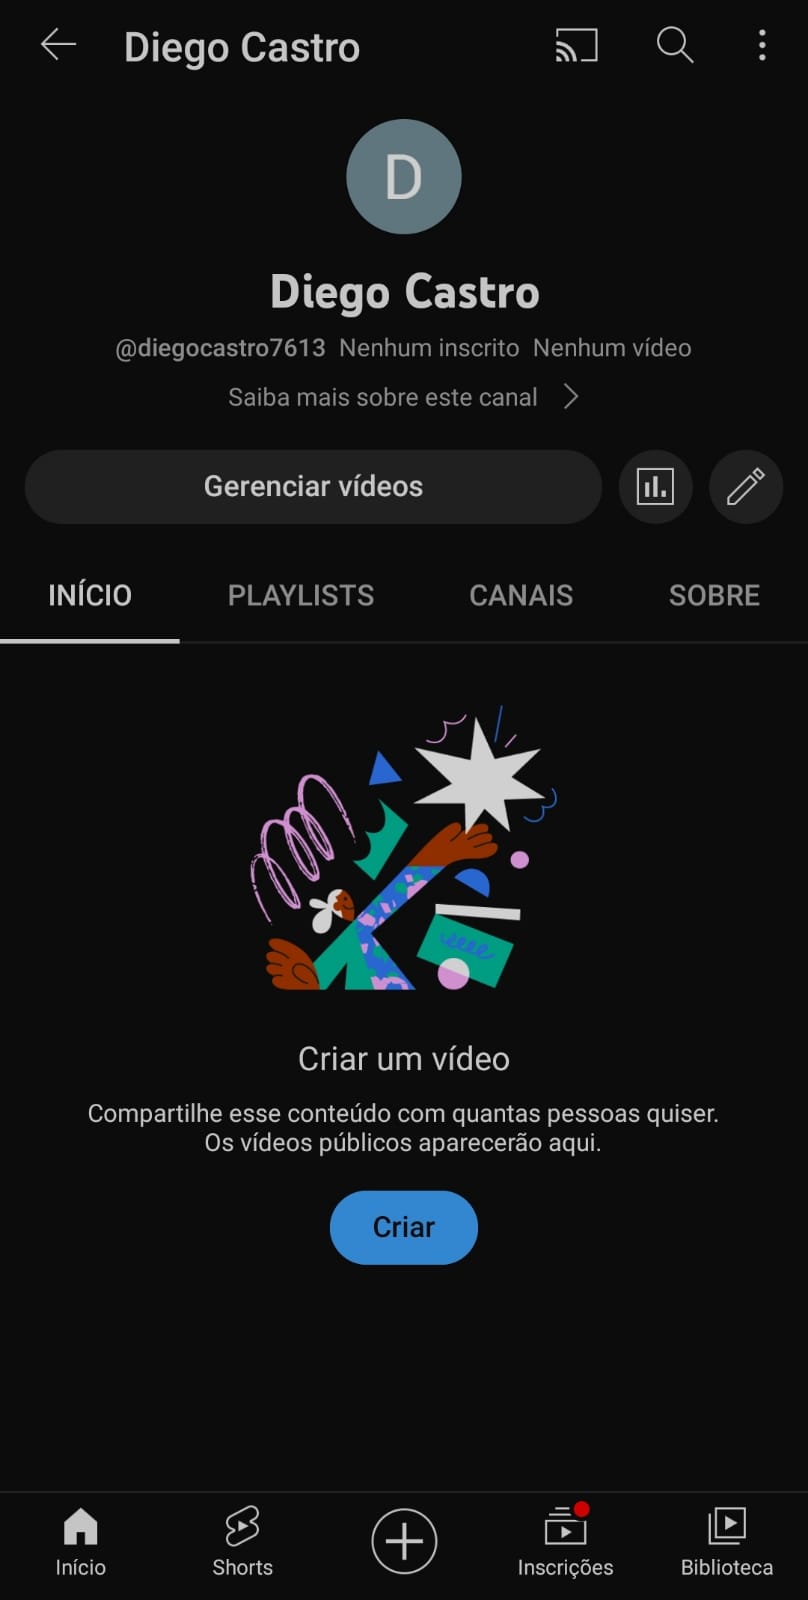 Diego Castro
D
Diego Castro
@diegocastro7613 Nenhum inscrito Nenhum vídeo
Saiba mais sobre este canal
Gerenciar vídeos
INÍCIO PLAYLISTS CANAIS SOBRE
Criar um vídeo
Compartilhe esse conteúdo com quantas pessoas quiser.
Os vídeos públicos aparecerão aqui.
Criar
Início Shorts Inscrições Biblioteca